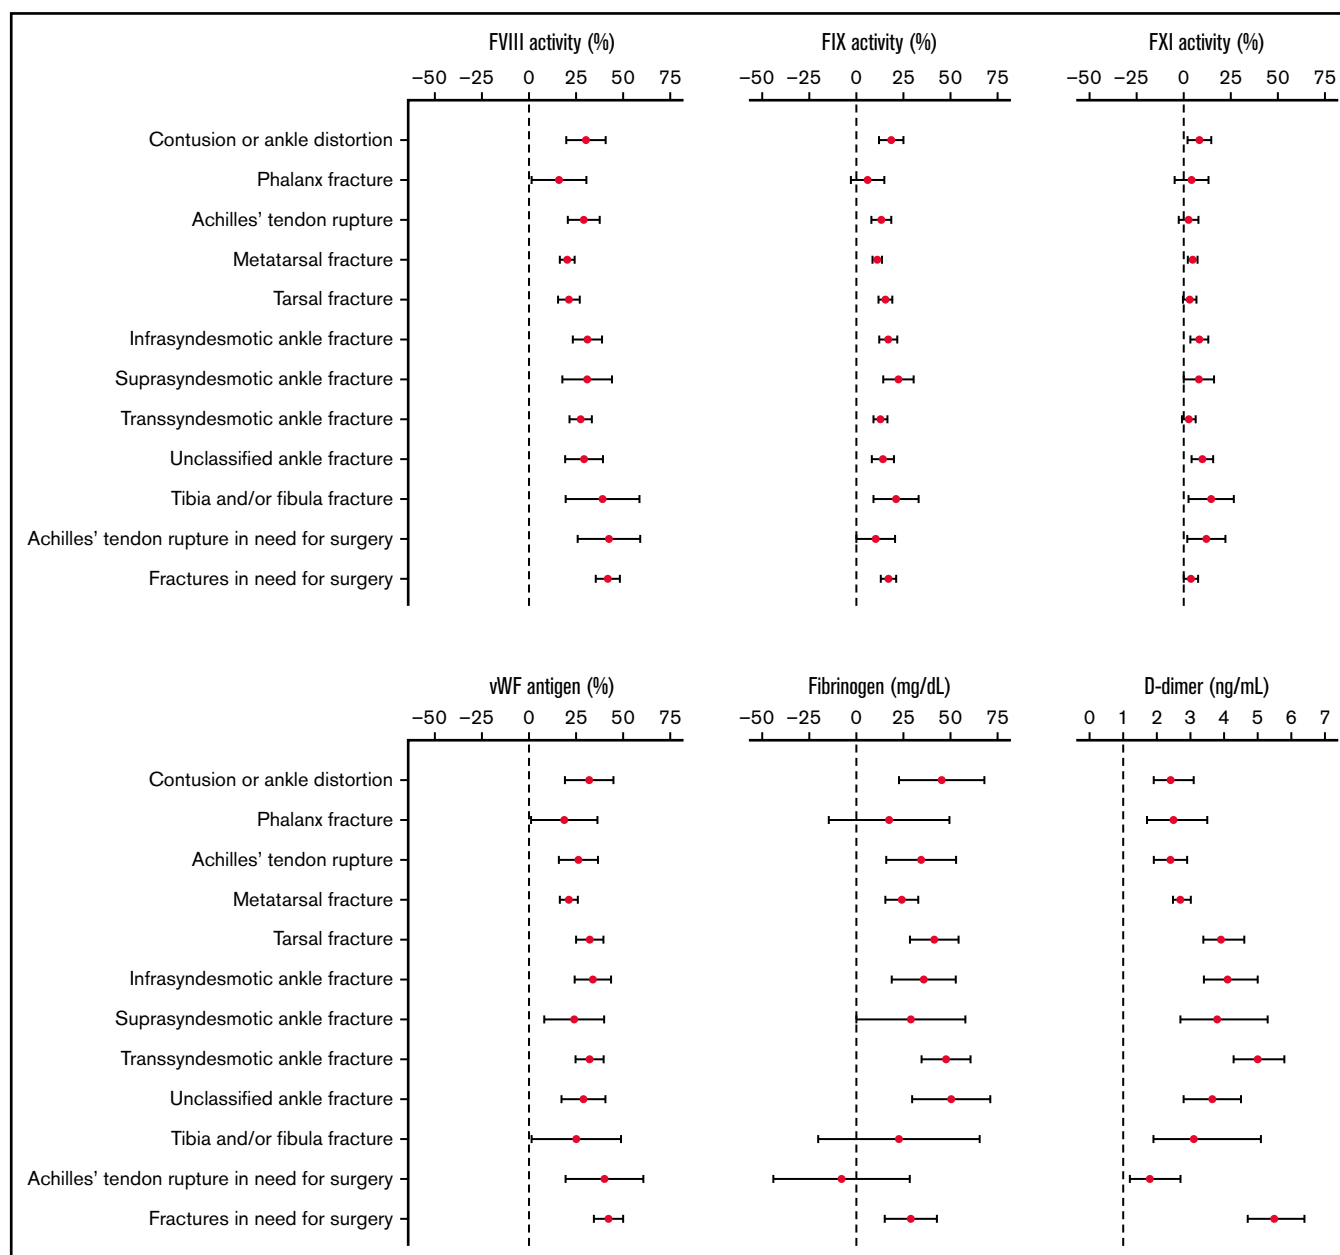 FVIII activity (%) FIX activity (%) FXI activity (%)
−50 −25 0 25 50 75 −50 −25 0 25 50 75 −50 −25 0 25 50 75
Contusion or ankle distortion
Phalanx fracture
Achilles’ tendon rupture
Metatarsal fracture
Tarsal fracture
Infrasyndesmotic ankle fracture
Suprasyndesmotic ankle fracture
Transsyndesmotic ankle fracture
Unclassified ankle fracture
Tibia and/or fibula fracture
Achilles’ tendon rupture in need for surgery
Fractures in need for surgery
vWF antigen (%) Fibrinogen (mg/dL) D-dimer (ng/mL)
−50 −25 0 25 50 75 −50 −25 0 25 50 75 0 1 2 3 4 5 6 7
Contusion or ankle distortion
Phalanx fracture
Achilles’ tendon rupture
Metatarsal fracture
Tarsal fracture
Infrasyndesmotic ankle fracture
Suprasyndesmotic ankle fracture
Transsyndesmotic ankle fracture
Unclassified ankle fracture
Tibia and/or fibula fracture
Achilles’ tendon rupture in need for surgery
Fractures in need for surgery